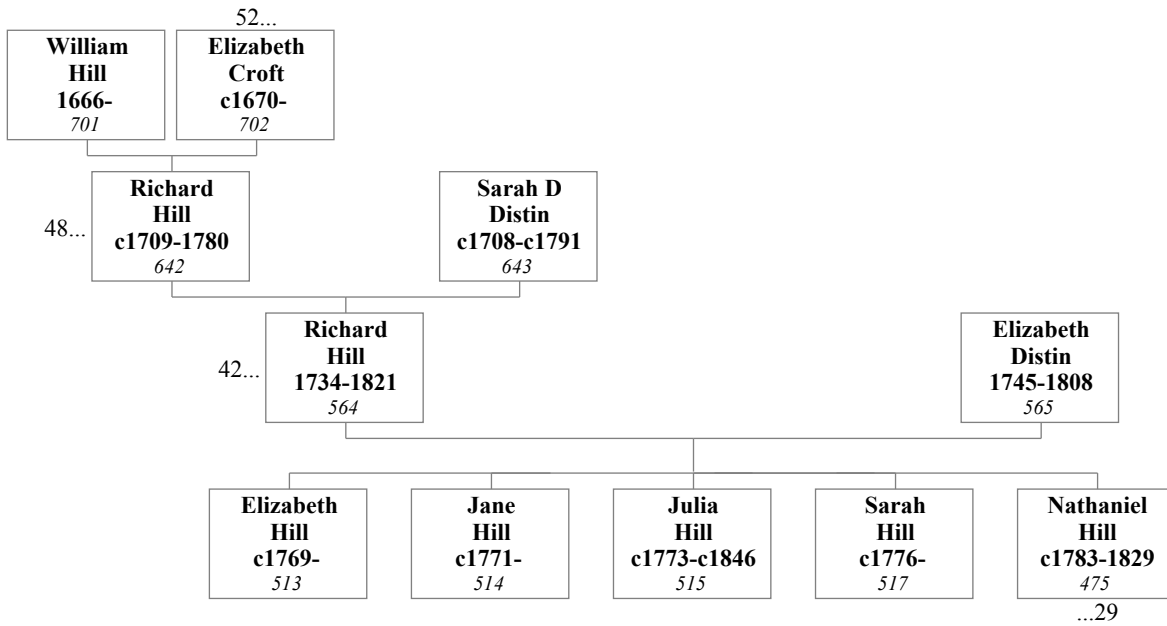 52...
William
Hill
1666-
701
Elizabeth
Croft
c1670-
702
48...
Richard
Hill
c1709-1780
642
Sarah D
Distin
c1708-c1791
643
42...
Richard
Hill
1734-1821
564
Elizabeth
Distin
1745-1808
565
Elizabeth
Hill
c1769-
513
Jane
Hill
c1771-
514
Julia
Hill
c1773-c1846
515
Sarah
Hill
c1776-
517
Nathaniel
Hill
c1783-1829
475
...29